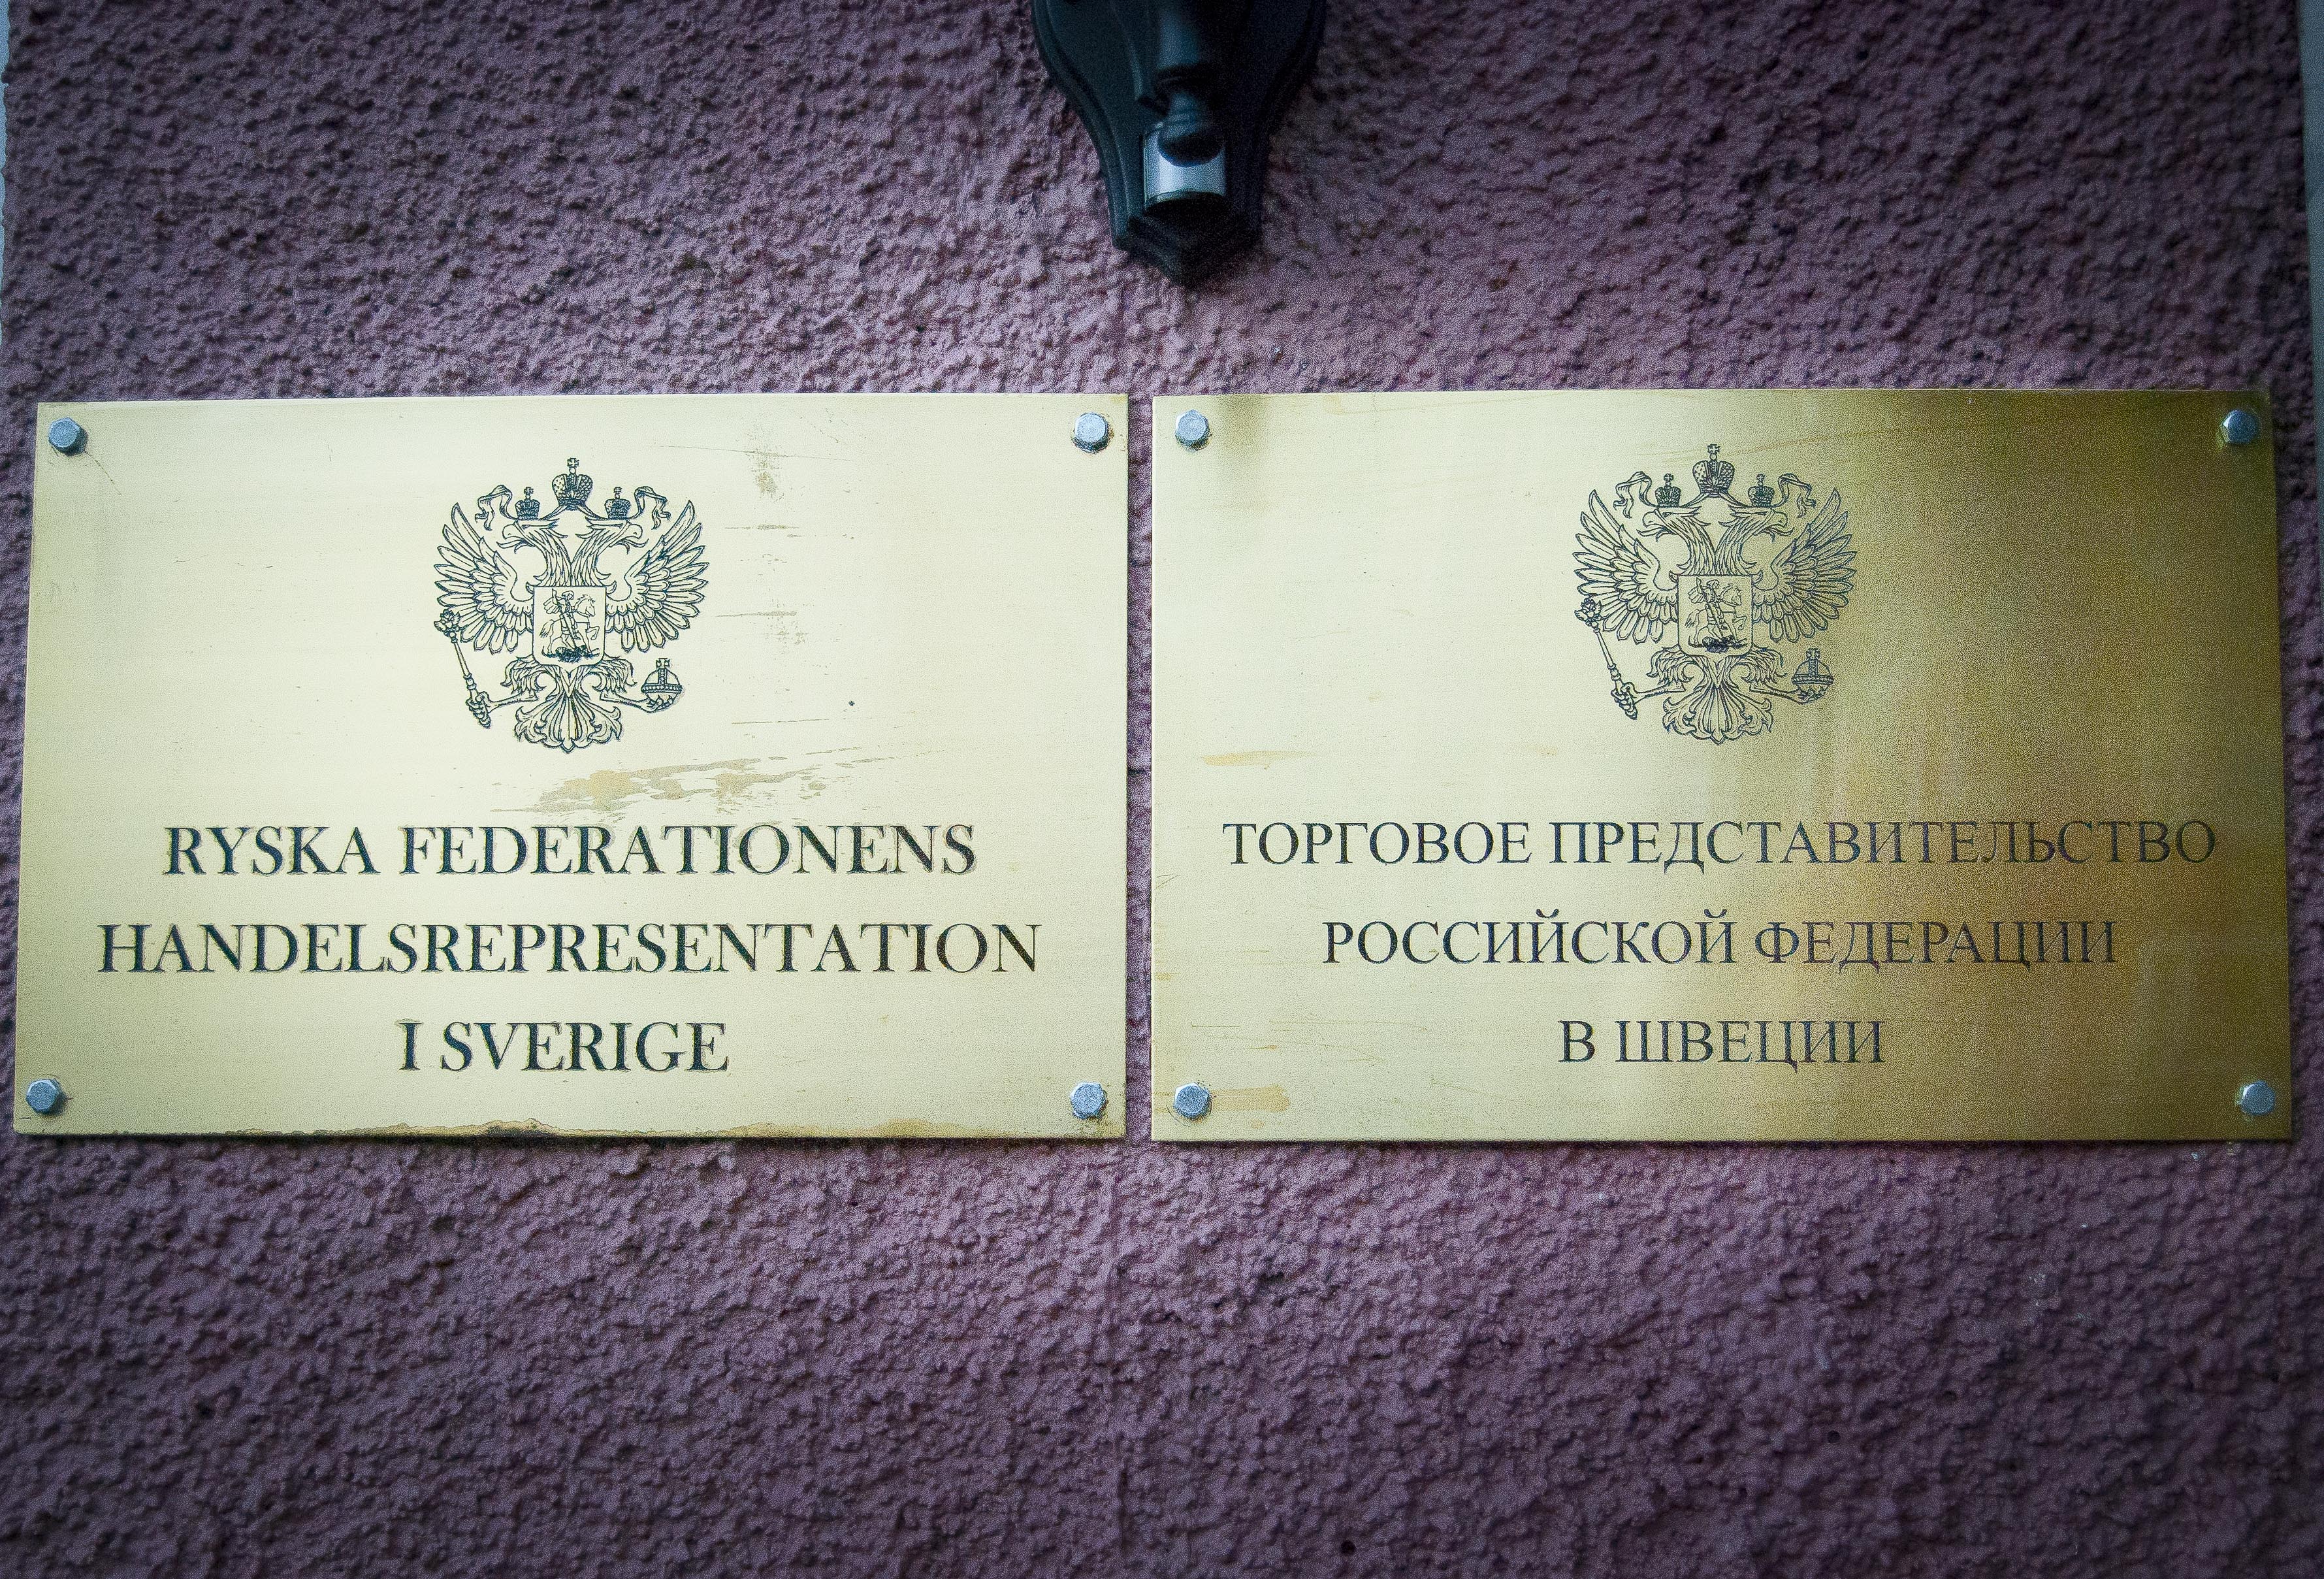 RYSKA FEDERATIONENS
HANDELSREPRESENTATION
I SVERIGE
ТОРГОВОЕ ПРЕДСТАВИТЕЛЬСТВО
РОССИЙСКОЙ ФЕДЕРАЦИИ
В ШВЕЦИИ